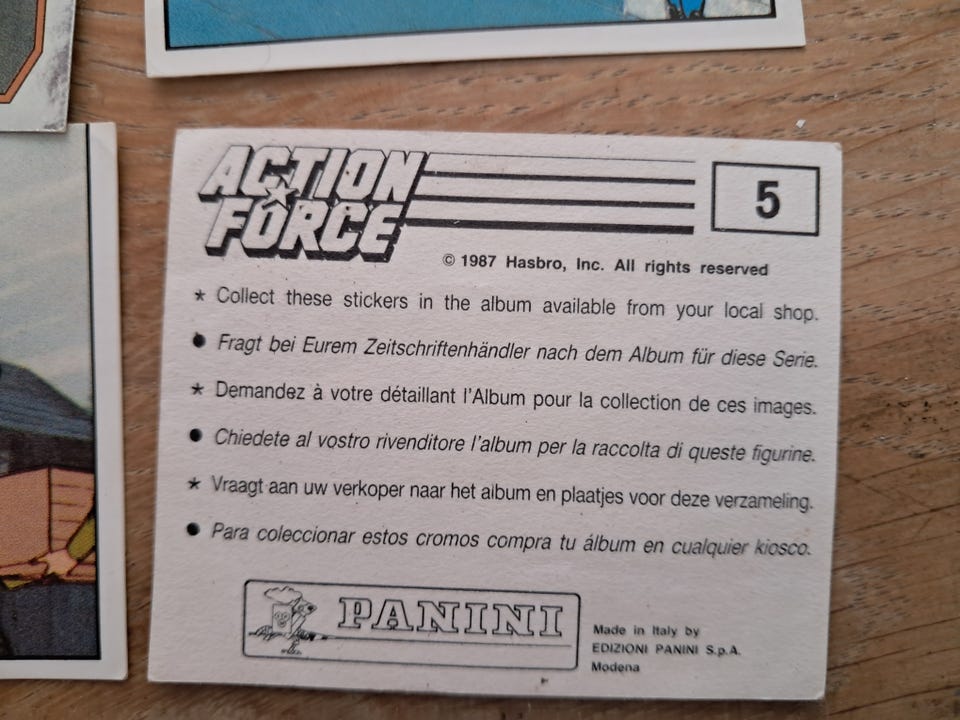 ACTION
FORCE
5
© 1987 Hasbro, Inc. All rights reserved
* Collect these stickers in the album available from your local shop.
● Fragt bei Eurem Zeitschriftenhändler nach dem Album für diese Serie.
* Demandez à votre détaillant l'Album pour la collection de ces images.
● Chiedete al vostro rivenditore l'album per la raccolta di queste figurine.
* Vraagt aan uw verkoper naar het album en plaatjes voor deze verzameling.
● Para coleccionar estos cromos compra tu álbum en cualquier kiosco.
PANINI
Made in Italy by
EDIZIONI PANINI S.p.A.
Modena